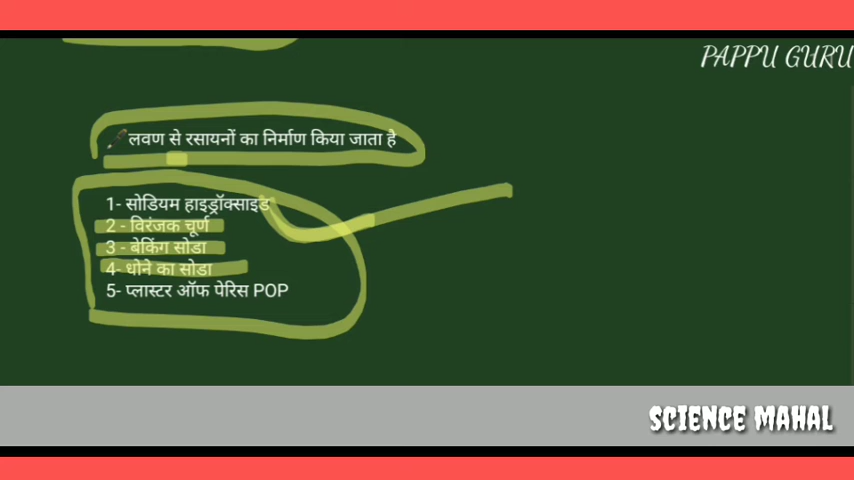 PAPPU GURU
लवण से रसायनों का निर्माण किया जाता है
1- सोडियम हाइड्रॉक्साइड
2 - विरंजक चूर्ण
3 - बेकिंग सोडा
4- धोने का सोडा
5- प्लास्टर ऑफ पेरिस POP
SCIENCE MAHAL